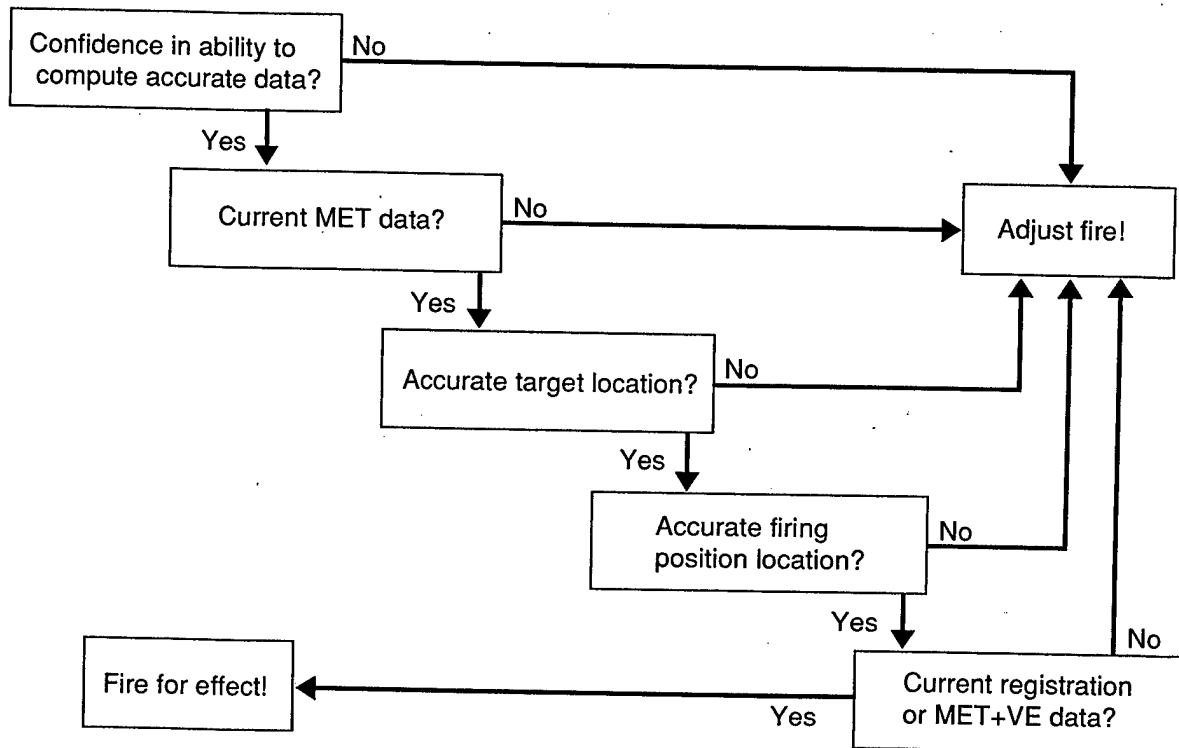 Confidence in ability to
compute accurate data?
No
Yes
Current MET data?
No
Adjust fire!
Yes
Accurate target location?
No
Yes
Accurate firing
position location?
No
Yes
No
Fire for effect!
Yes
Current registration
or MET+VE data?